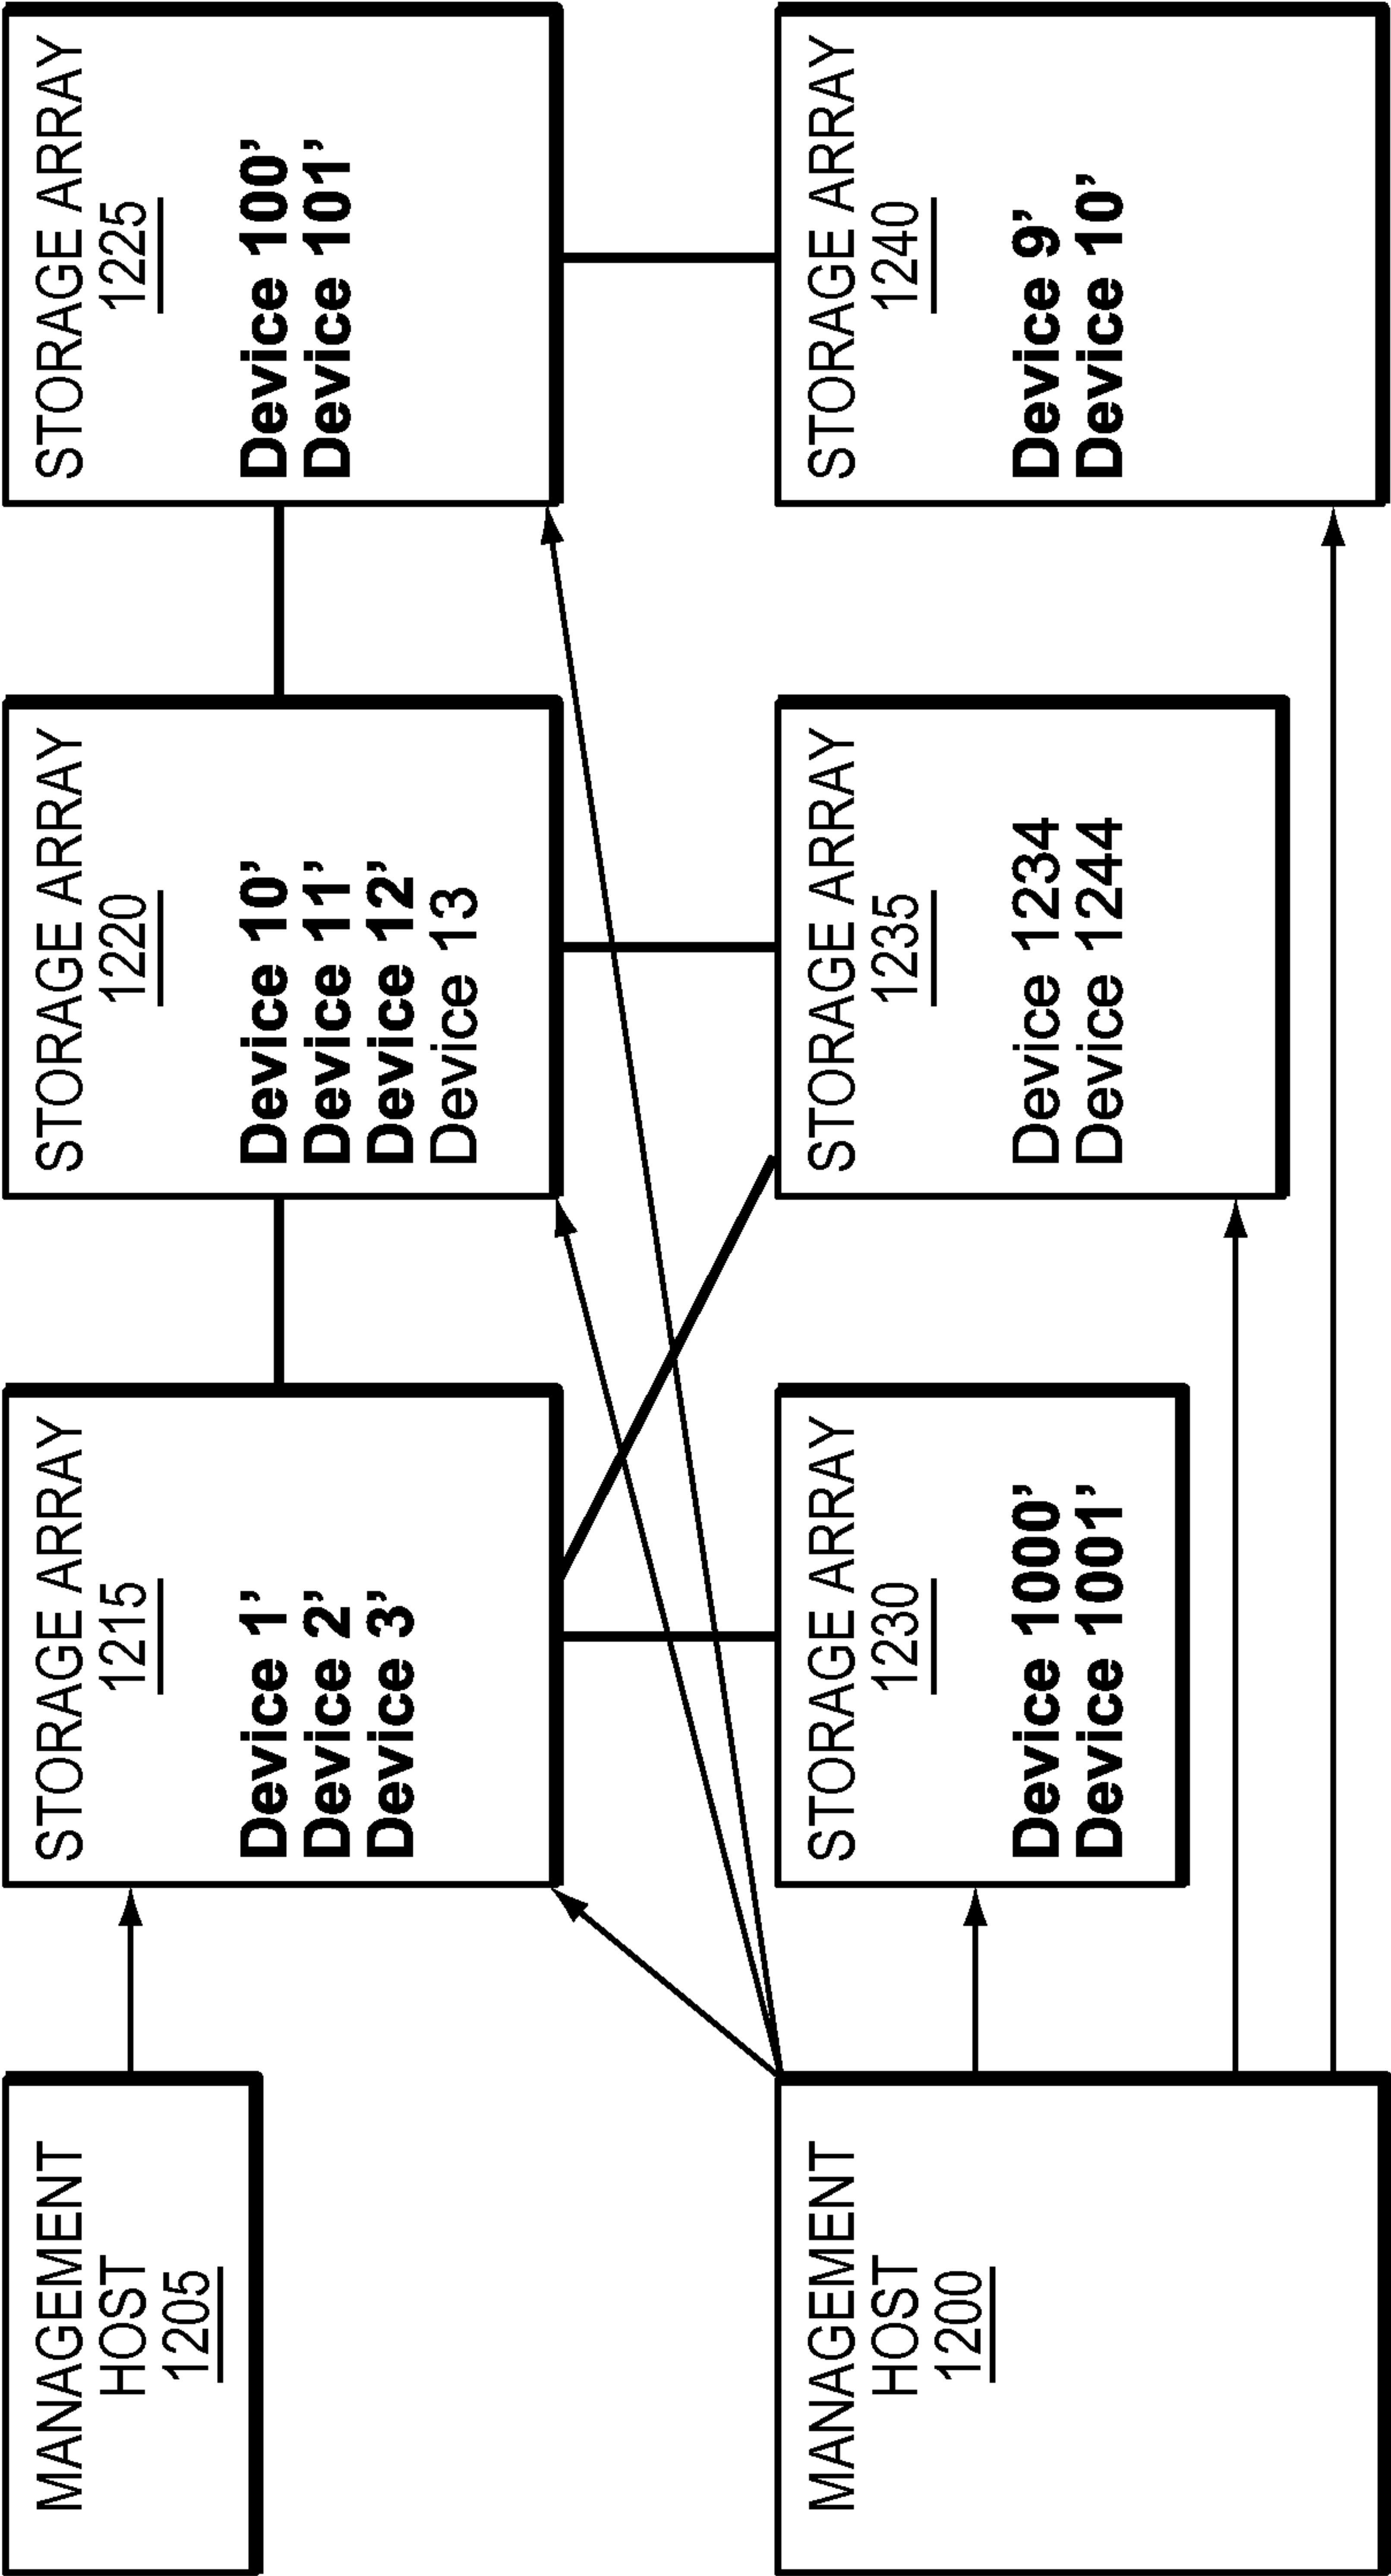 MANAGEMENT
HOST
1205
STORAGE ARRAY
1215
Device 1’
Device 2’
Device 3’
STORAGE ARRAY
1220
Device 10’
Device 11’
Device 12’
Device 13
STORAGE ARRAY
1225
Device 100’
Device 101’
MANAGEMENT
HOST
1200
STORAGE ARRAY
1230
Device 1000’
Device 1001’
STORAGE ARRAY
1235
Device 1234
Device 1244
STORAGE ARRAY
1240
Device 9’
Device 10’